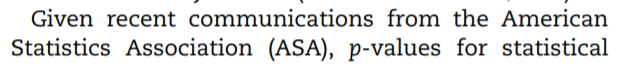 Given recent communications from the American
Statistics Association (ASA), p-values for statistical